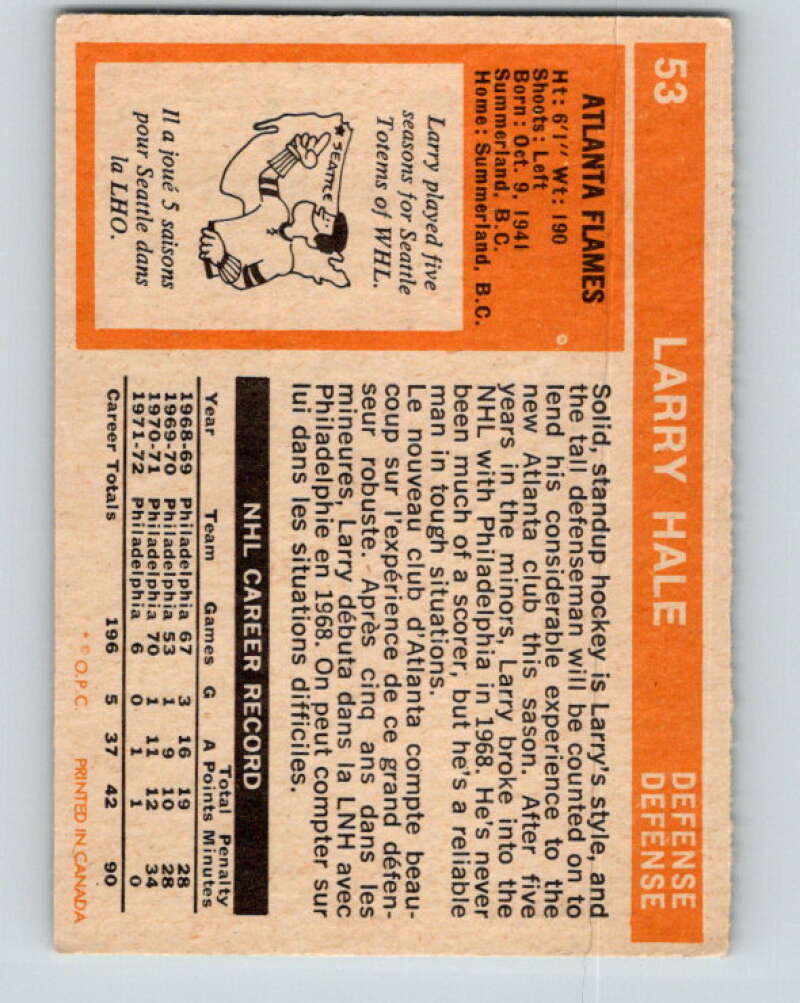 53 LARRY HALE DEFENSE
DÉFENSE
ATLANTA FLAMES
Ht: 6'1" Wt: 190
Shoots: Left
Born: Oct. 9, 1941
Summerland, B.C.
Home: Summerland, B.C.
Larry played five
seasons for Seattle
Totems of WHL.
SEATTLE
Il a joué 5 saisons
pour Seattle dans
la LHO.
Solid, standup hockey is Larry's style, and
the tall defenseman will be counted on to
lend his considerable experience to the
new Atlanta club this sason. After five
years in the minors, Larry broke into the
NHL with Philadelphia in 1968. He's never
been much of a scorer, but he's a reliable
man in tough situations.
Le nouveau club d'Atlanta compte beau-
coup sur l'expérience de ce grand défen-
seur robuste. Après cinq ans dans les
mineures, Larry débuta dans la LNH avec
Philadelphie en 1968. On peut compter sur
lui dans les situations difficiles.
NHL CAREER RECORD
Total Penalty
Year Team Games G A Points Minutes
1968-69 Philadelphia 67 3 16 19 28
1969-70 Philadelphia 53 1 9 10 28
1970-71 Philadelphia 70 1 11 12 34
1971-72 Philadelphia 6 0 1 1 0
Career Totals 196 5 37 42 90
* © O.P.C. PRINTED IN CANADA